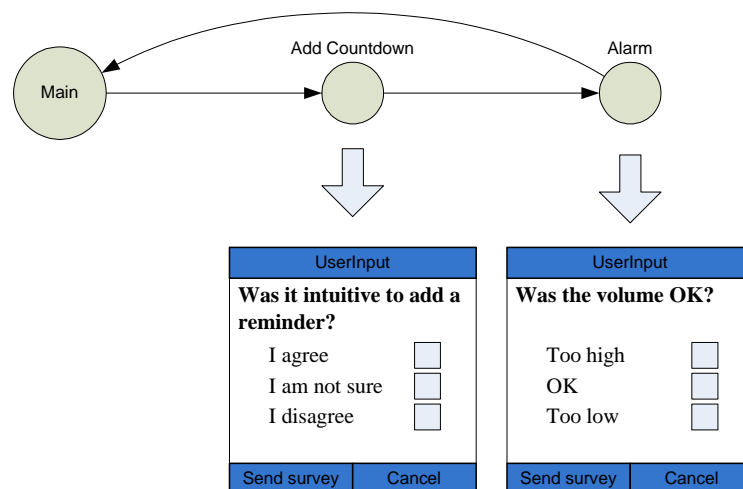 Add Countdown
Alarm
Main
UserInput
Was it intuitive to add a
reminder?
I agree
I am not sure
I disagree
Send survey
Cancel
UserInput
Was the volume OK?
Too high
OK
Too low
Send survey
Cancel